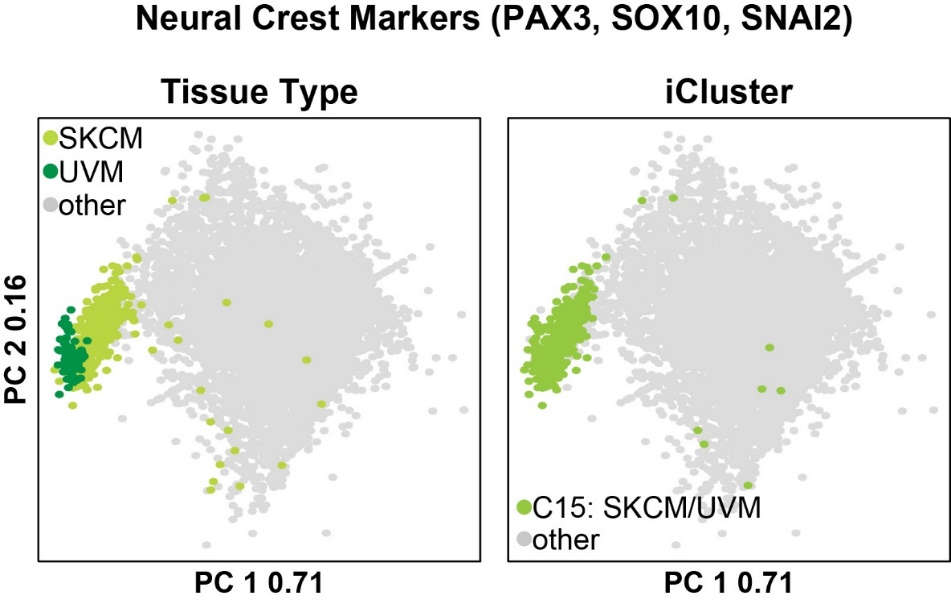 Neural Crest Markers (PAX3, SOX10, SNAI2)
Tissue Type
SKCM
UVM
other
PC 2 0.16
PC 1 0.71
iCluster
C15: SKCM/UVM
other
PC 1 0.71